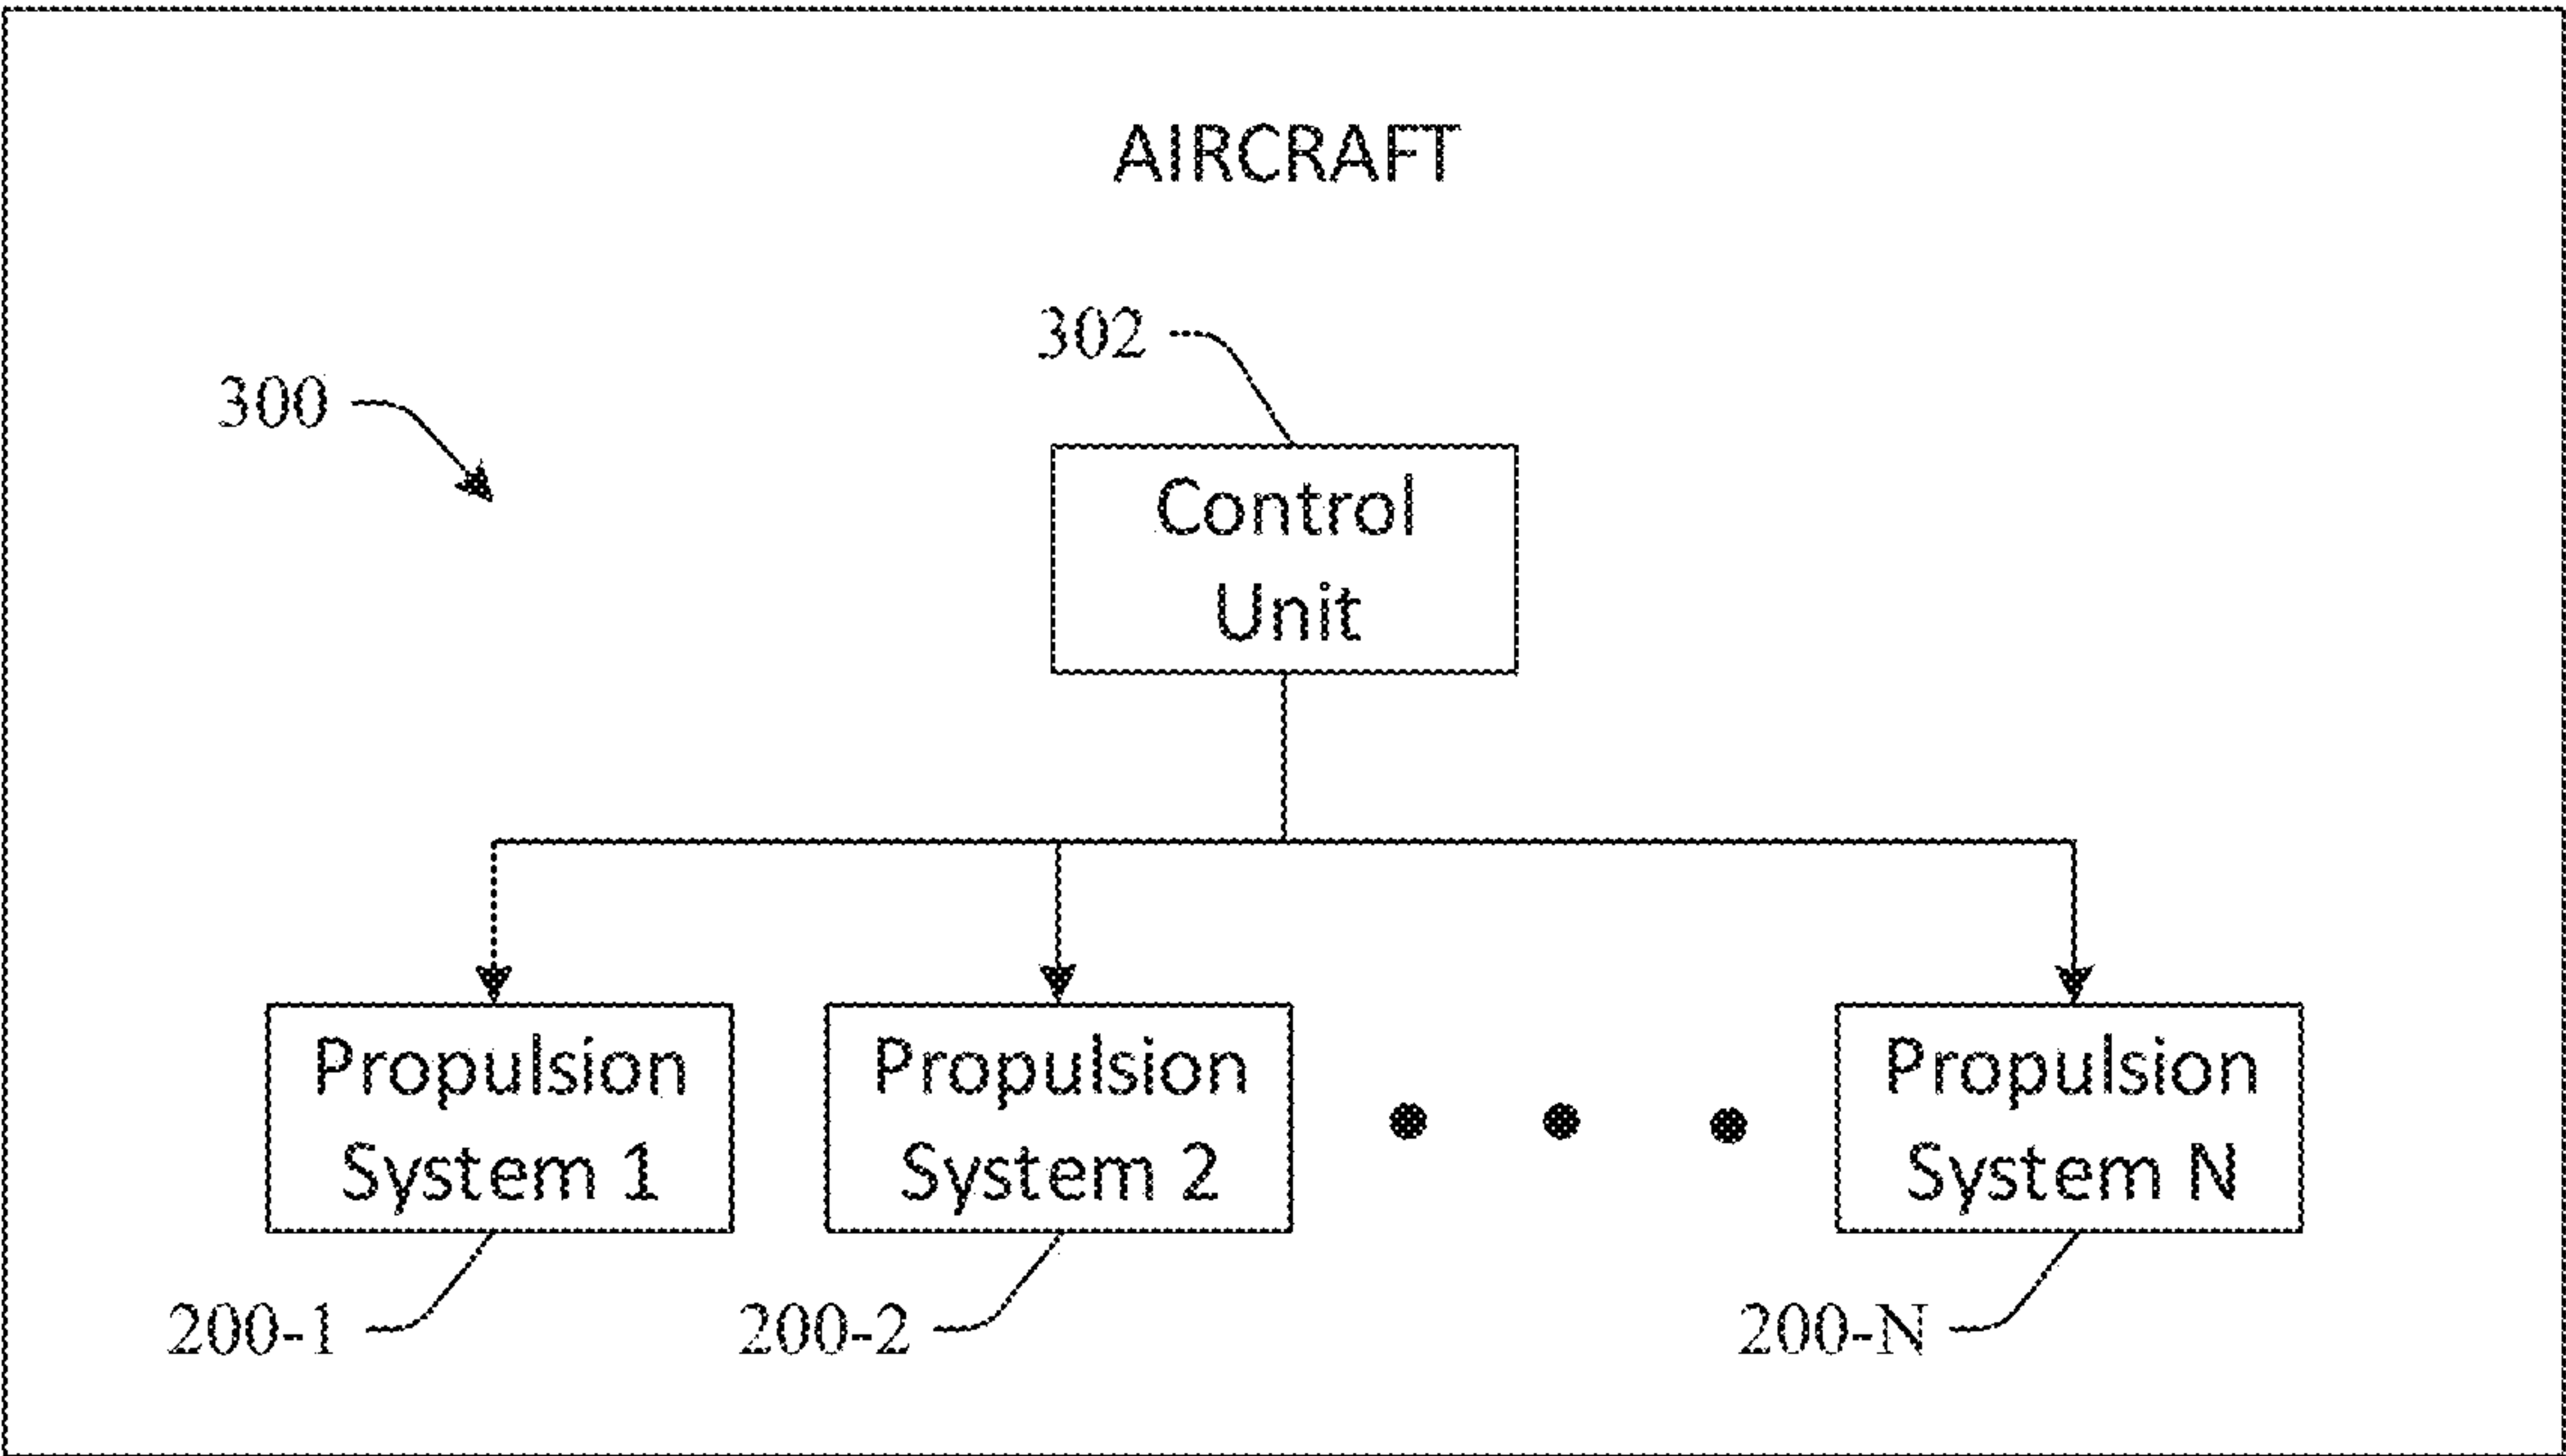 AIRCRAFT
302
300
Control
Unit
Propulsion
System 1
Propulsion
System 2
Propulsion
System N
200-1
200-2
200-N